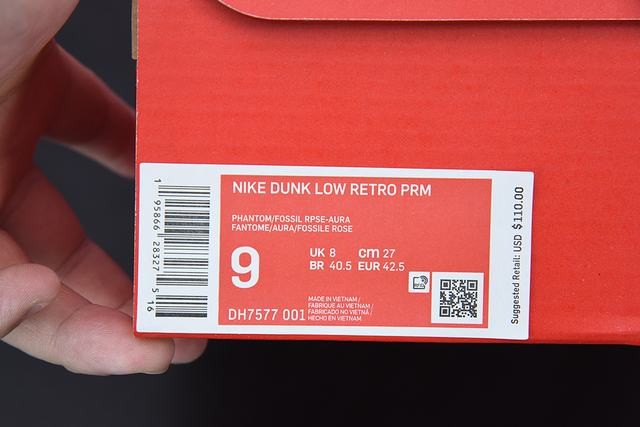 1 95866 28327 5 16
NIKE DUNK LOW RETRO PRM
PHANTOM/FOSSIL RPSE-AURA
FANTOME/AURA/FOSSILE ROSE
9
UK 8 cm 27
BR 40.5 EUR 42.5
DH7577 001
MADE IN VIETNAM /
FABRIQUE AU VIETNAM /
FABRICADO NO VIETNÃ /
HECHO EN VIETNAM
Suggested Retail: USD $110.00